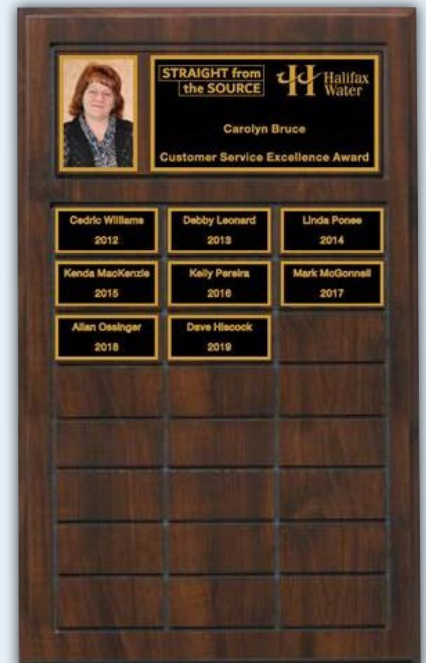 STRAIGHT from
the SOURCE
Halifax
Water
Carolyn Bruce
Customer Service Excellence Award
Cedric Williams
2012
Debby Leonard
2013
Linda Ponee
2014
Kenda MacKenzie
2015
Kelly Pereira
2016
Mark McGonnell
2017
Allan Ossinger
2018
Dave Hiscock
2019